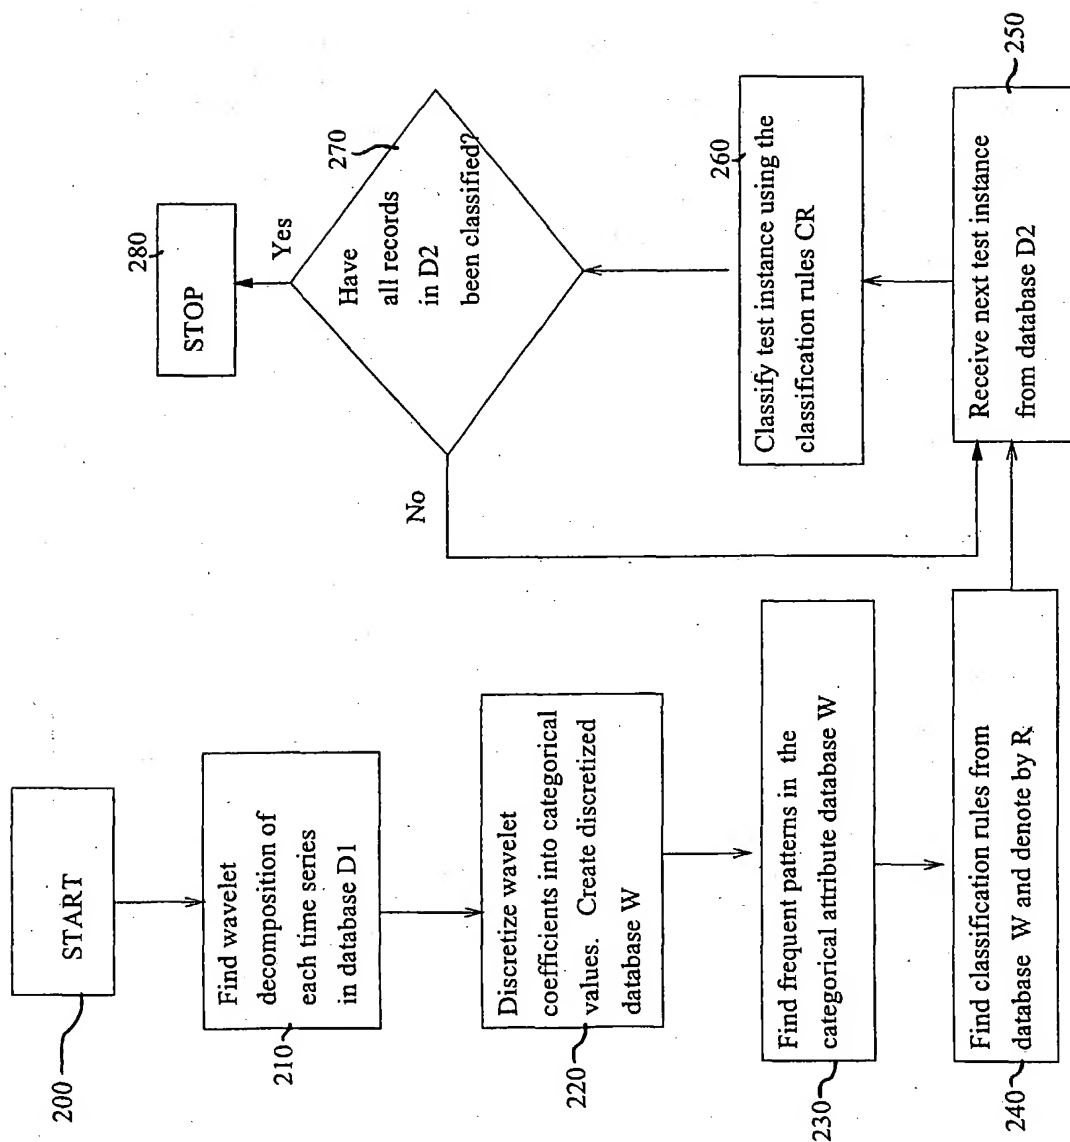 200
START
210
Find wavelet
decomposition of
each time series
in database D1
220
Discretize wavelet
coefficients into categorical
values. Create discretized
database W
230
Find frequent patterns in the
categorical attribute database W
240
Find classification rules from
database W and denote by R
250
Receive next test instance
from database D2
260
Classify test instance using the
classification rules CR
270
Have
all records
in D2
been classified?
No
Yes
280
STOP